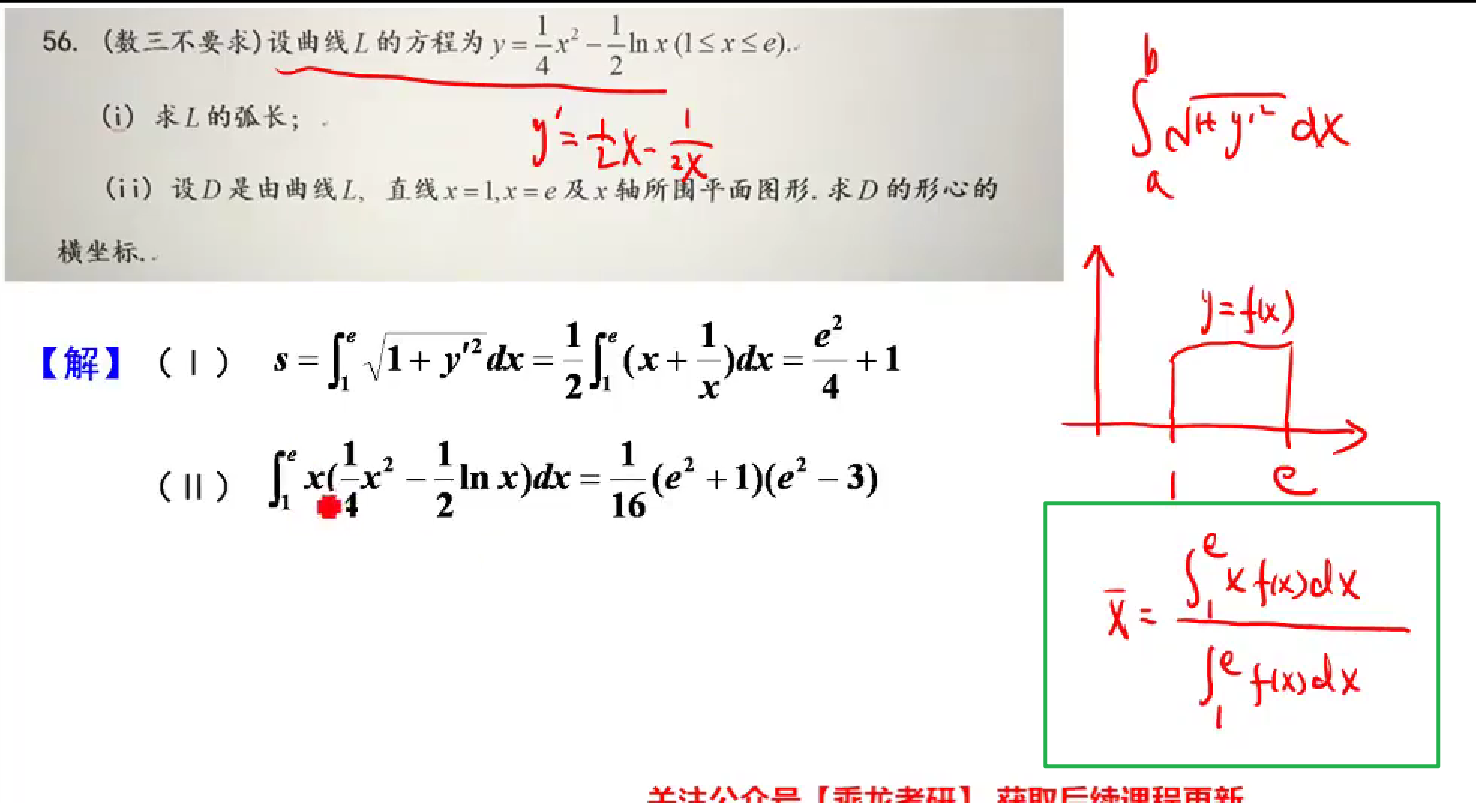 56. (数三不要求)设曲线 L 的方程为 y = \frac{1}{4}x^2 - \frac{1}{2}\ln x (1 ≤ x ≤ e).
(i) 求 L 的弧长;
y' = \frac{1}{2}x - \frac{1}{2x}
(ii) 设 D 是由曲线 L, 直线 x = 1, x = e 及 x 轴所围平面图形. 求 D 的形心的
横坐标.
\int_a^b \sqrt{1+y'^2} dx
y = f(x)
1 e
【解】(Ⅰ) s = \int_1^e \sqrt{1+y'^2} dx = \frac{1}{2}\int_1^e (x + \frac{1}{x})dx = \frac{e^2}{4} + 1
(Ⅱ) \int_1^e x(\frac{1}{4}x^2 - \frac{1}{2}\ln x)dx = \frac{1}{16}(e^2 + 1)(e^2 - 3)
\bar{x} = \frac{\int_1^e x f(x)dx}{\int_1^e f(x)dx}
关注公众号【乘龙考研】 获取后续课程更新